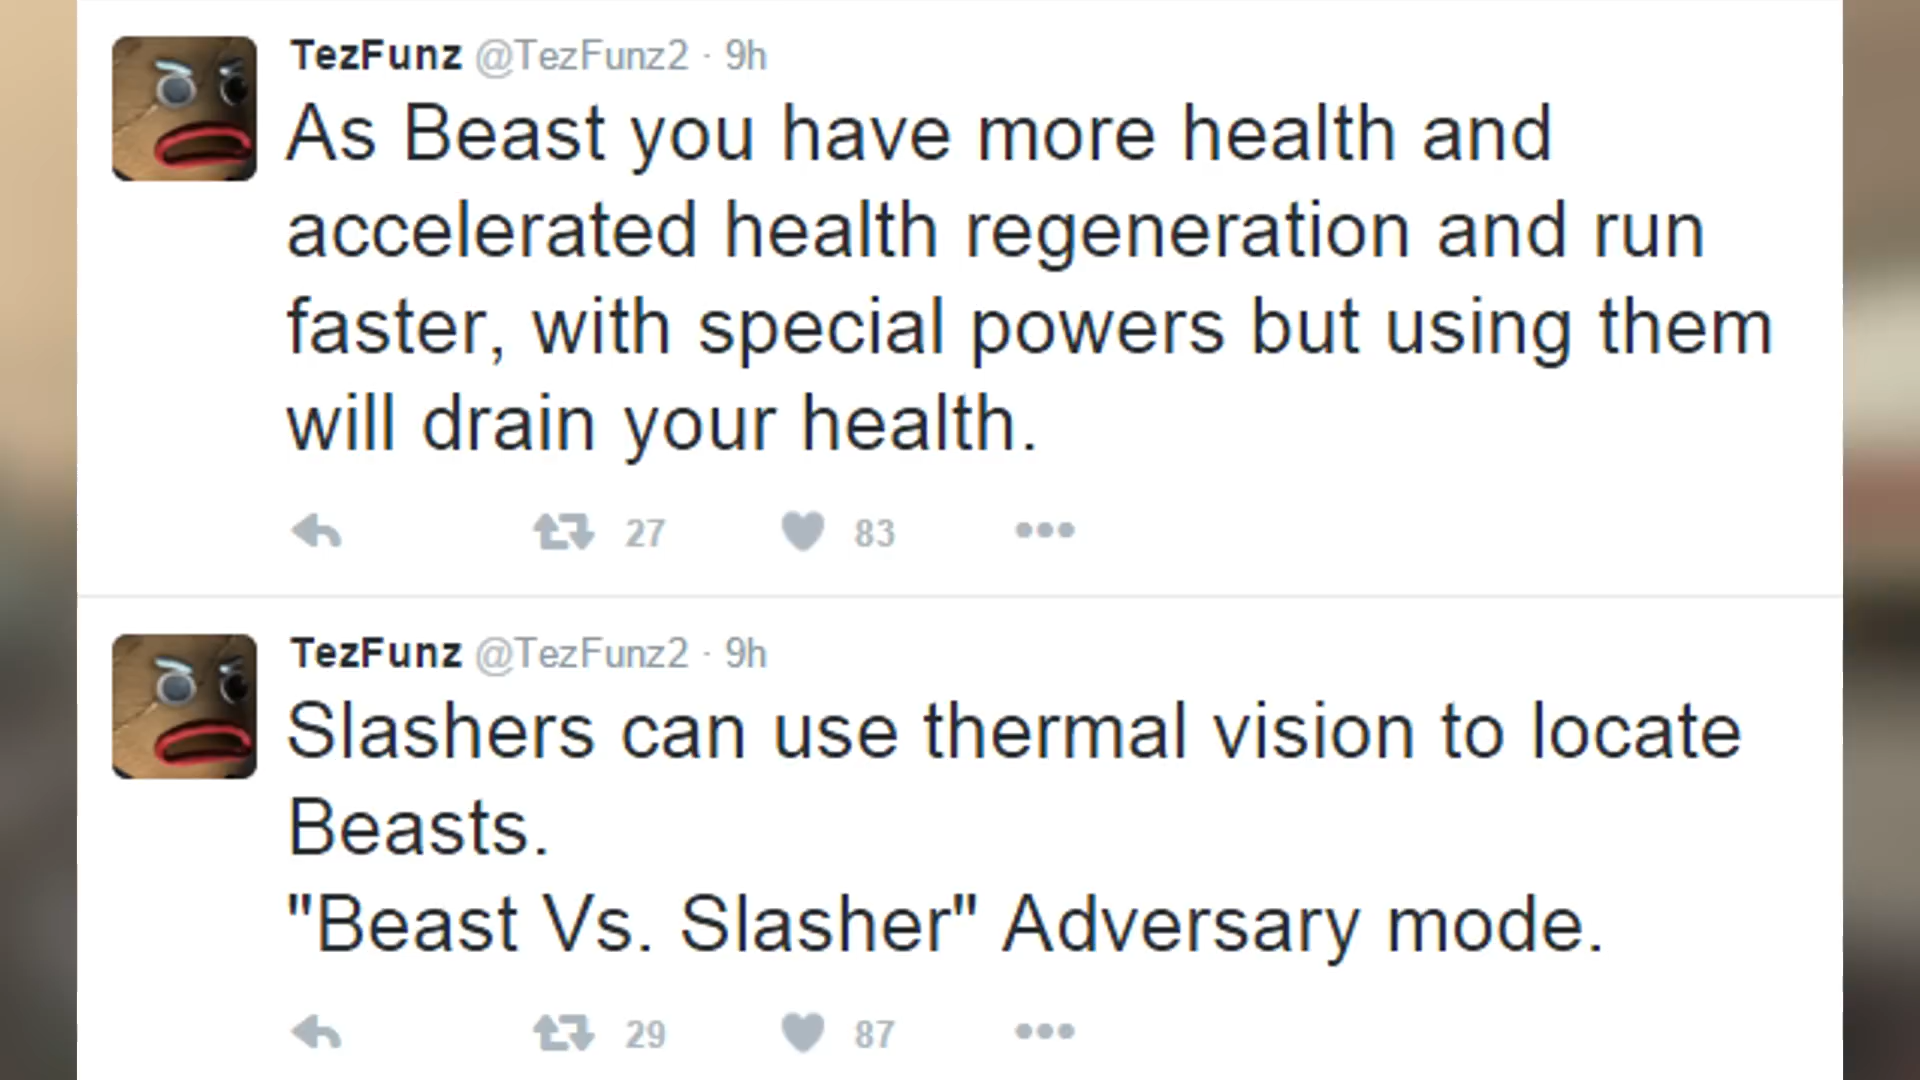 TezFunz @TezFunz2 · 9h
As Beast you have more health and
accelerated health regeneration and run
faster, with special powers but using them
will drain your health.
27 83
TezFunz @TezFunz2 · 9h
Slashers can use thermal vision to locate
Beasts.
"Beast Vs. Slasher" Adversary mode.
29 87